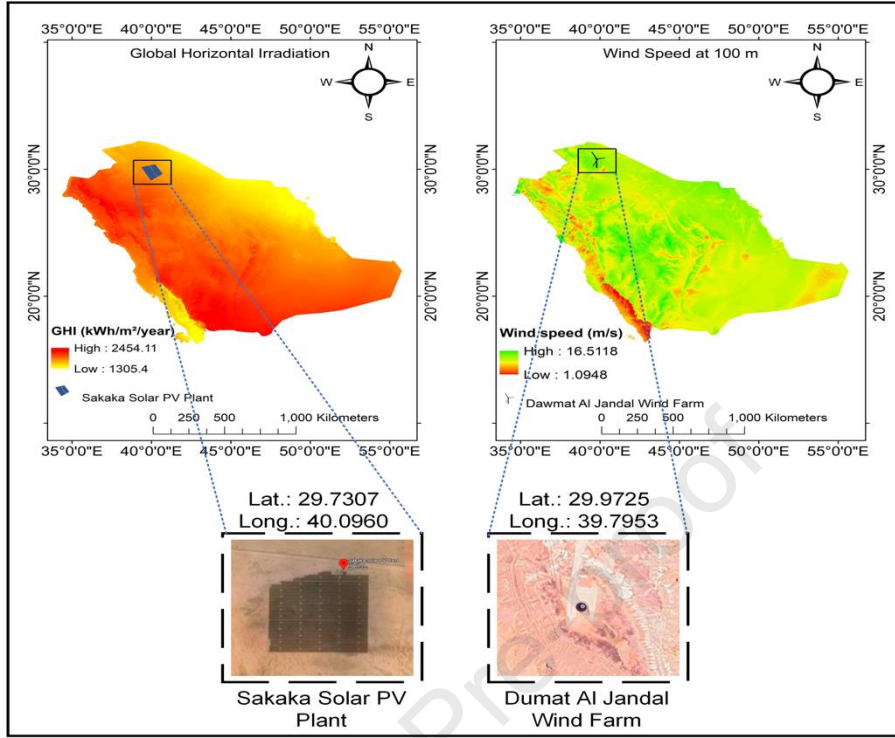 35°0'0"E 40°0'0"E 45°0'0"E 50°0'0"E 55°0'0"E
Global Horizontal Irradiation
N
W E
S
30°0'0"N
20°0'0"N
30°0'0"N
20°0'0"N
GHI (kWh/m²/year)
High : 2454.11
Low : 1305.4
Sakaka Solar PV Plant
0 250 500 1,000 Kilometers
35°0'0"E 40°0'0"E 45°0'0"E 50°0'0"E 55°0'0"E
35°0'0"E 40°0'0"E 45°0'0"E 50°0'0"E 55°0'0"E
Wind Speed at 100 m
N
W E
S
30°0'0"N
20°0'0"N
30°0'0"N
20°0'0"N
Wind speed (m/s)
High : 16.5118
Low : 1.0948
Dawmat Al Jandal Wind Farm
0 250 500 1,000 Kilometers
35°0'0"E 40°0'0"E 45°0'0"E 50°0'0"E 55°0'0"E
Lat.: 29.7307
Long.: 40.0960
Sakaka Solar PV
Plant
Lat.: 29.9725
Long.: 39.7953
Dumat Al Jandal
Wind Farm
Pre-proof